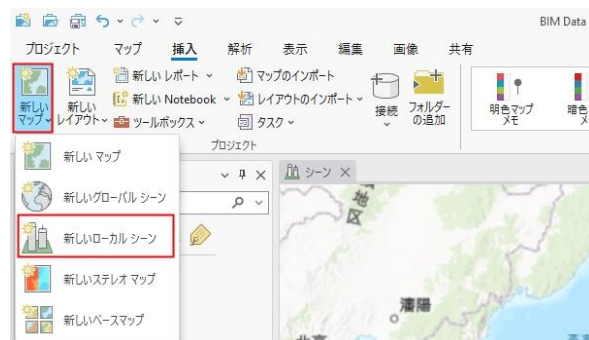 BIM Data
プロジェクト マップ 挿入 解析 表示 編集 画像 共有
新しいマップ
新しいレイアウト
新しい レポート
新しい Notebook
ツールボックス
マップのインポート
レイアウトのインポート
タスク
接続
フォルダーの追加
明色マップ
メモ
暗色
プロジェクト
新しい マップ
新しいグローバル シーン
新しいローカル シーン
新しいステレオ マップ
新しいベースマップ
シーン
地
区
瀋陽